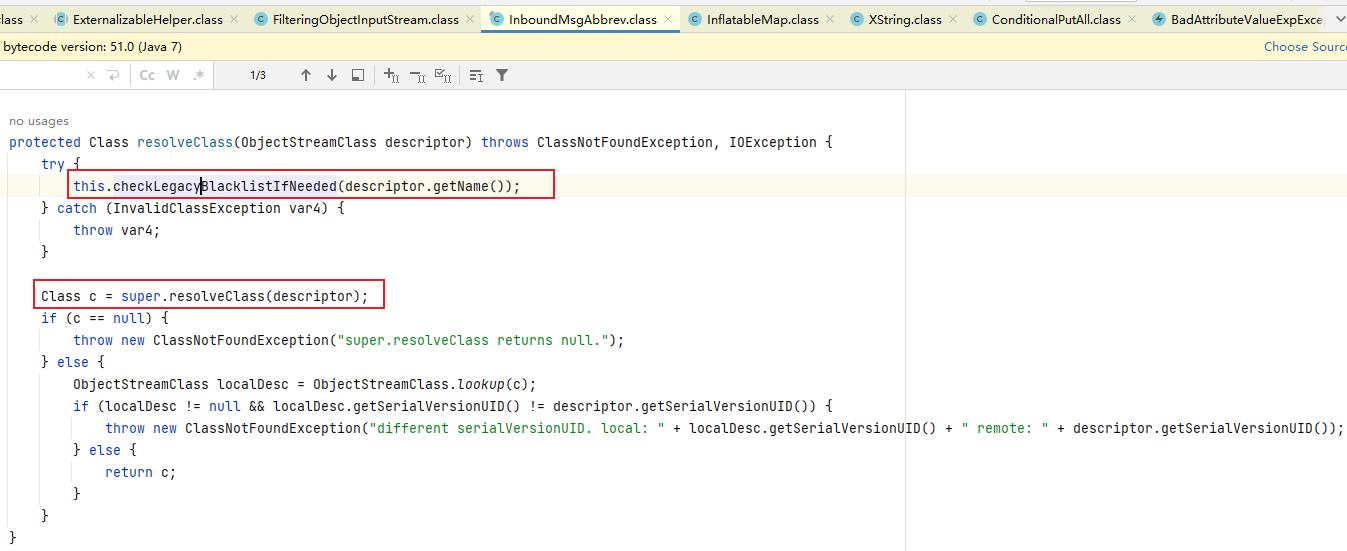 class ExternalizableHelper.class FilteringObjectInputStream.class InboundMsgAbbrev.class InflatableMap.class XString.class ConditionalPutAll.class BadAttributeValueExpExce
bytecode version: 51.0 (Java 7) Choose Sourc
Cc W .* 1/3
no usages
protected Class resolveClass(ObjectStreamClass descriptor) throws ClassNotFoundException, IOException {
try {
this.checkLegacyBlacklistIfNeeded(descriptor.getName());
} catch (InvalidClassException var4) {
throw var4;
}
Class c = super.resolveClass(descriptor);
if (c == null) {
throw new ClassNotFoundException("super.resolveClass returns null.");
} else {
ObjectStreamClass localDesc = ObjectStreamClass.lookup(c);
if (localDesc != null && localDesc.getSerialVersionUID() != descriptor.getSerialVersionUID()) {
throw new ClassNotFoundException("different serialVersionUID. local: " + localDesc.getSerialVersionUID() + " remote: " + descriptor.getSerialVersionUID());
} else {
return c;
}
}
}